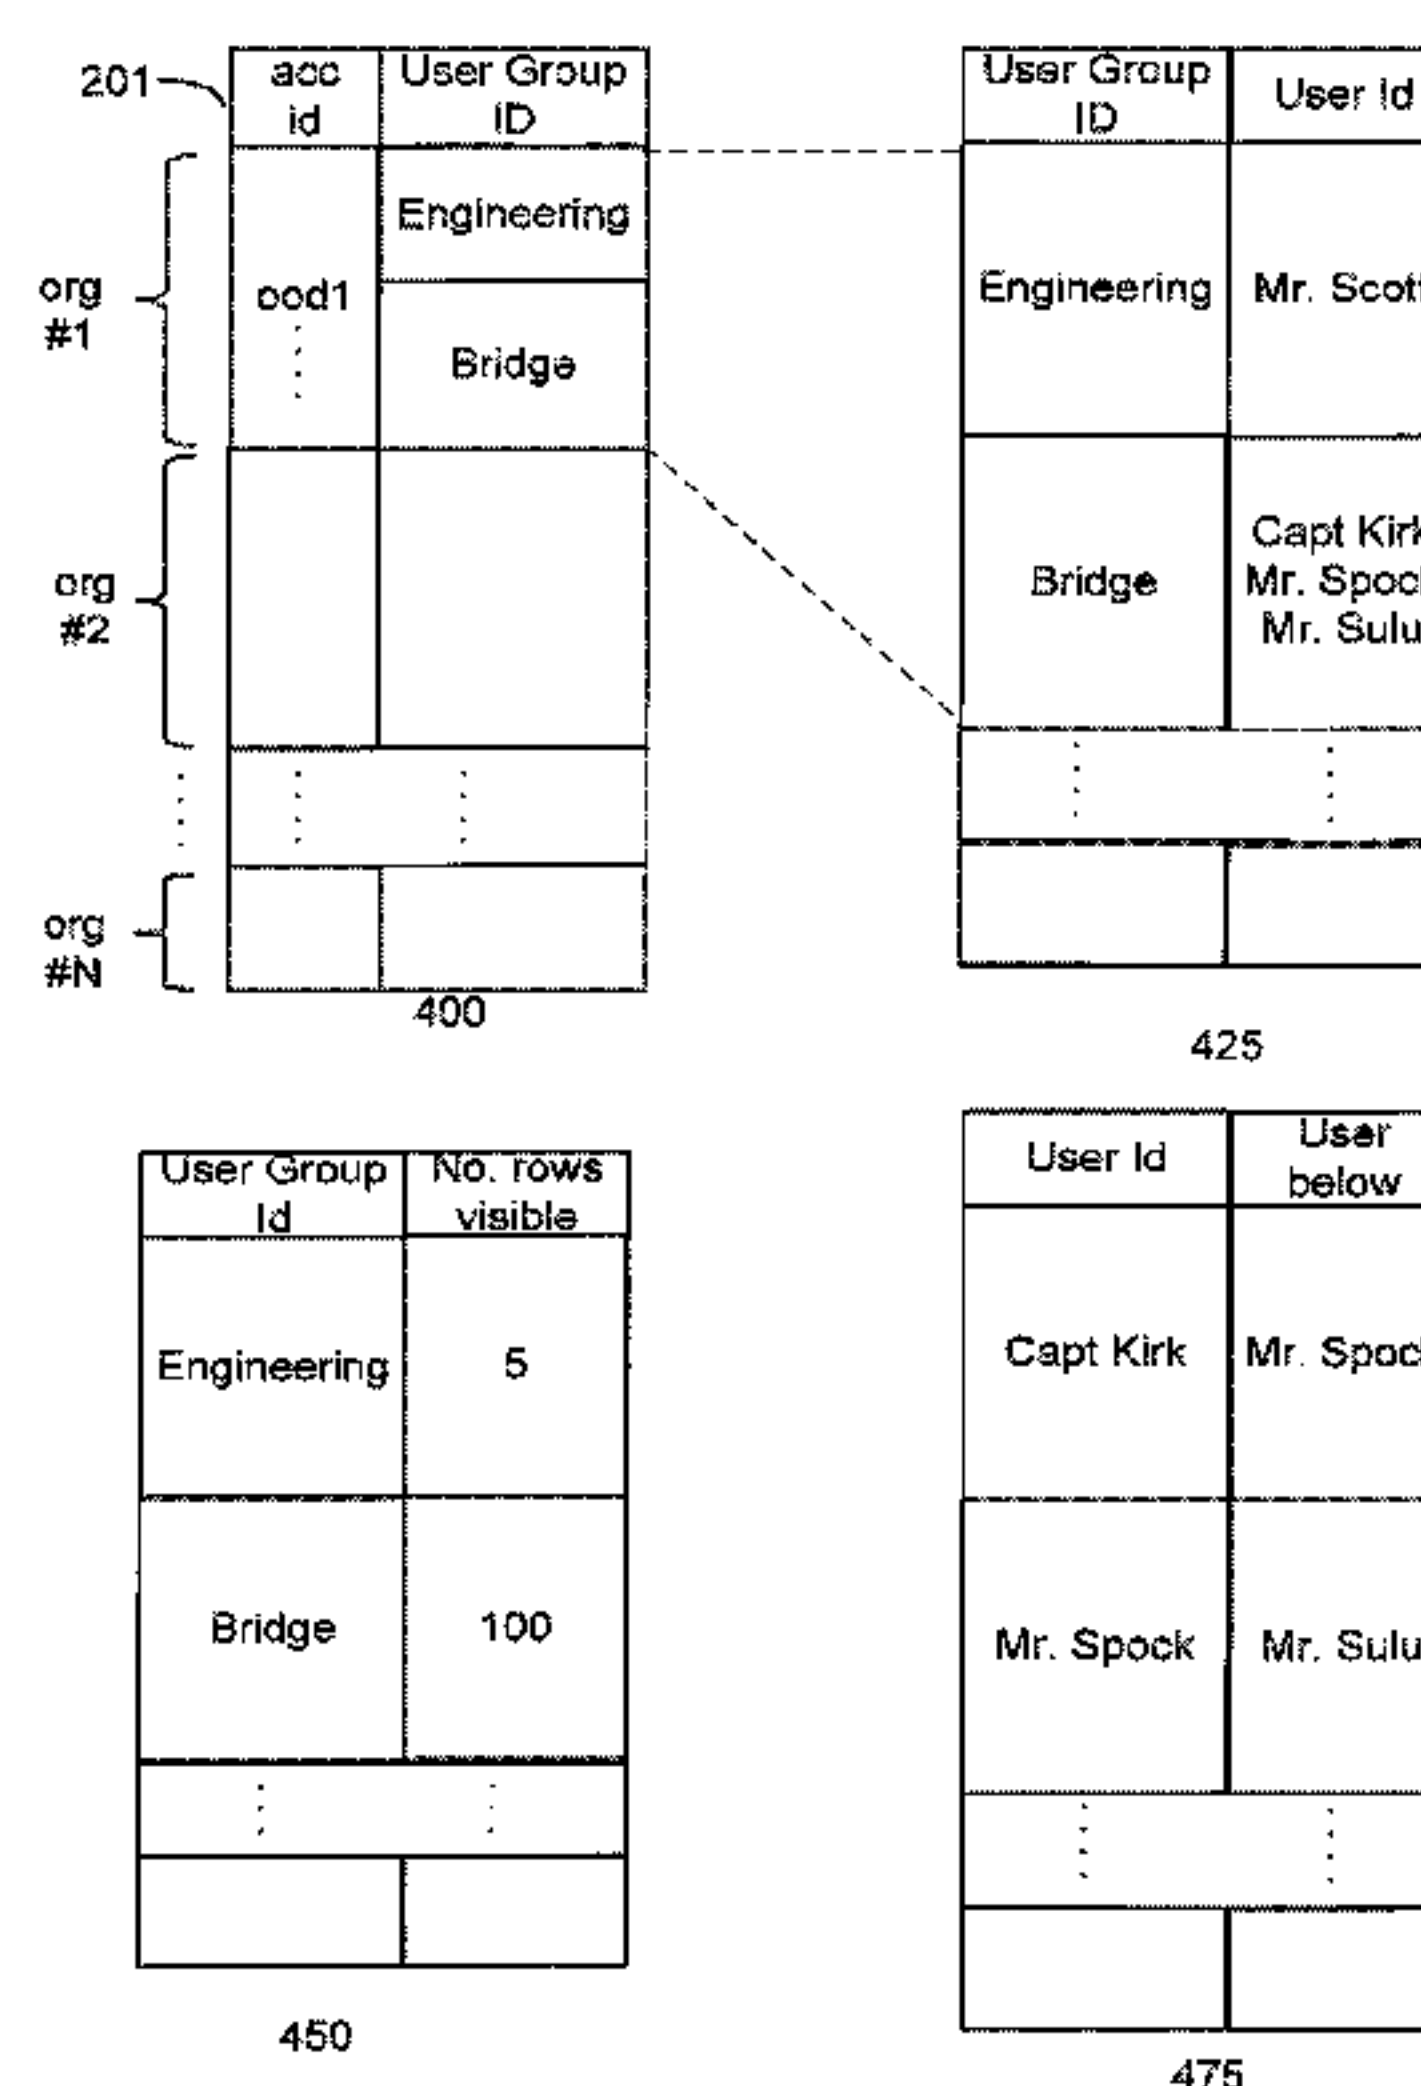 201
acc
id
User Group
ID
org
#1
ood1
Engineering
Bridge
org
#2
org
#N
400
User Group
ID
User Id
Engineering
Mr. Scott
Bridge
Capt Kirk
Mr. Spock
Mr. Sulu
425
User Group
Id
No. rows
visible
Engineering
5
Bridge
100
450
User Id
User
below
Capt Kirk
Mr. Spock
Mr. Spock
Mr. Sulu
475